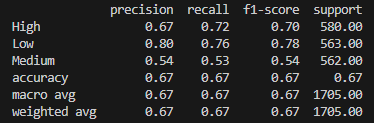 precision recall f1-score support
High 0.67 0.72 0.70 580.00
Low 0.80 0.76 0.78 563.00
Medium 0.54 0.53 0.54 562.00
accuracy 0.67 0.67 0.67 0.67
macro avg 0.67 0.67 0.67 1705.00
weighted avg 0.67 0.67 0.67 1705.00